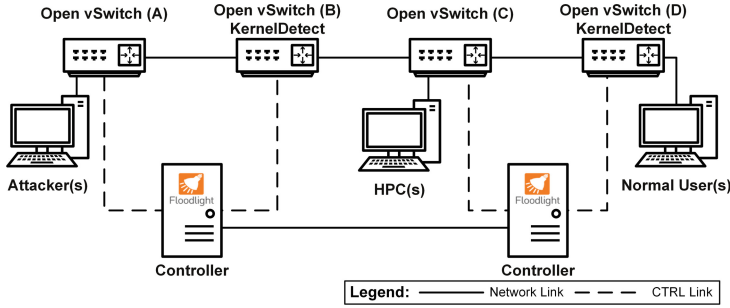 Open vSwitch (A)
Open vSwitch (B)
KernelDetect
Open vSwitch (C)
Open vSwitch (D)
KernelDetect
Attacker(s)
HPC(s)
Normal User(s)
Floodlight
Floodlight
Controller
Controller
Legend: Network Link CTRL Link